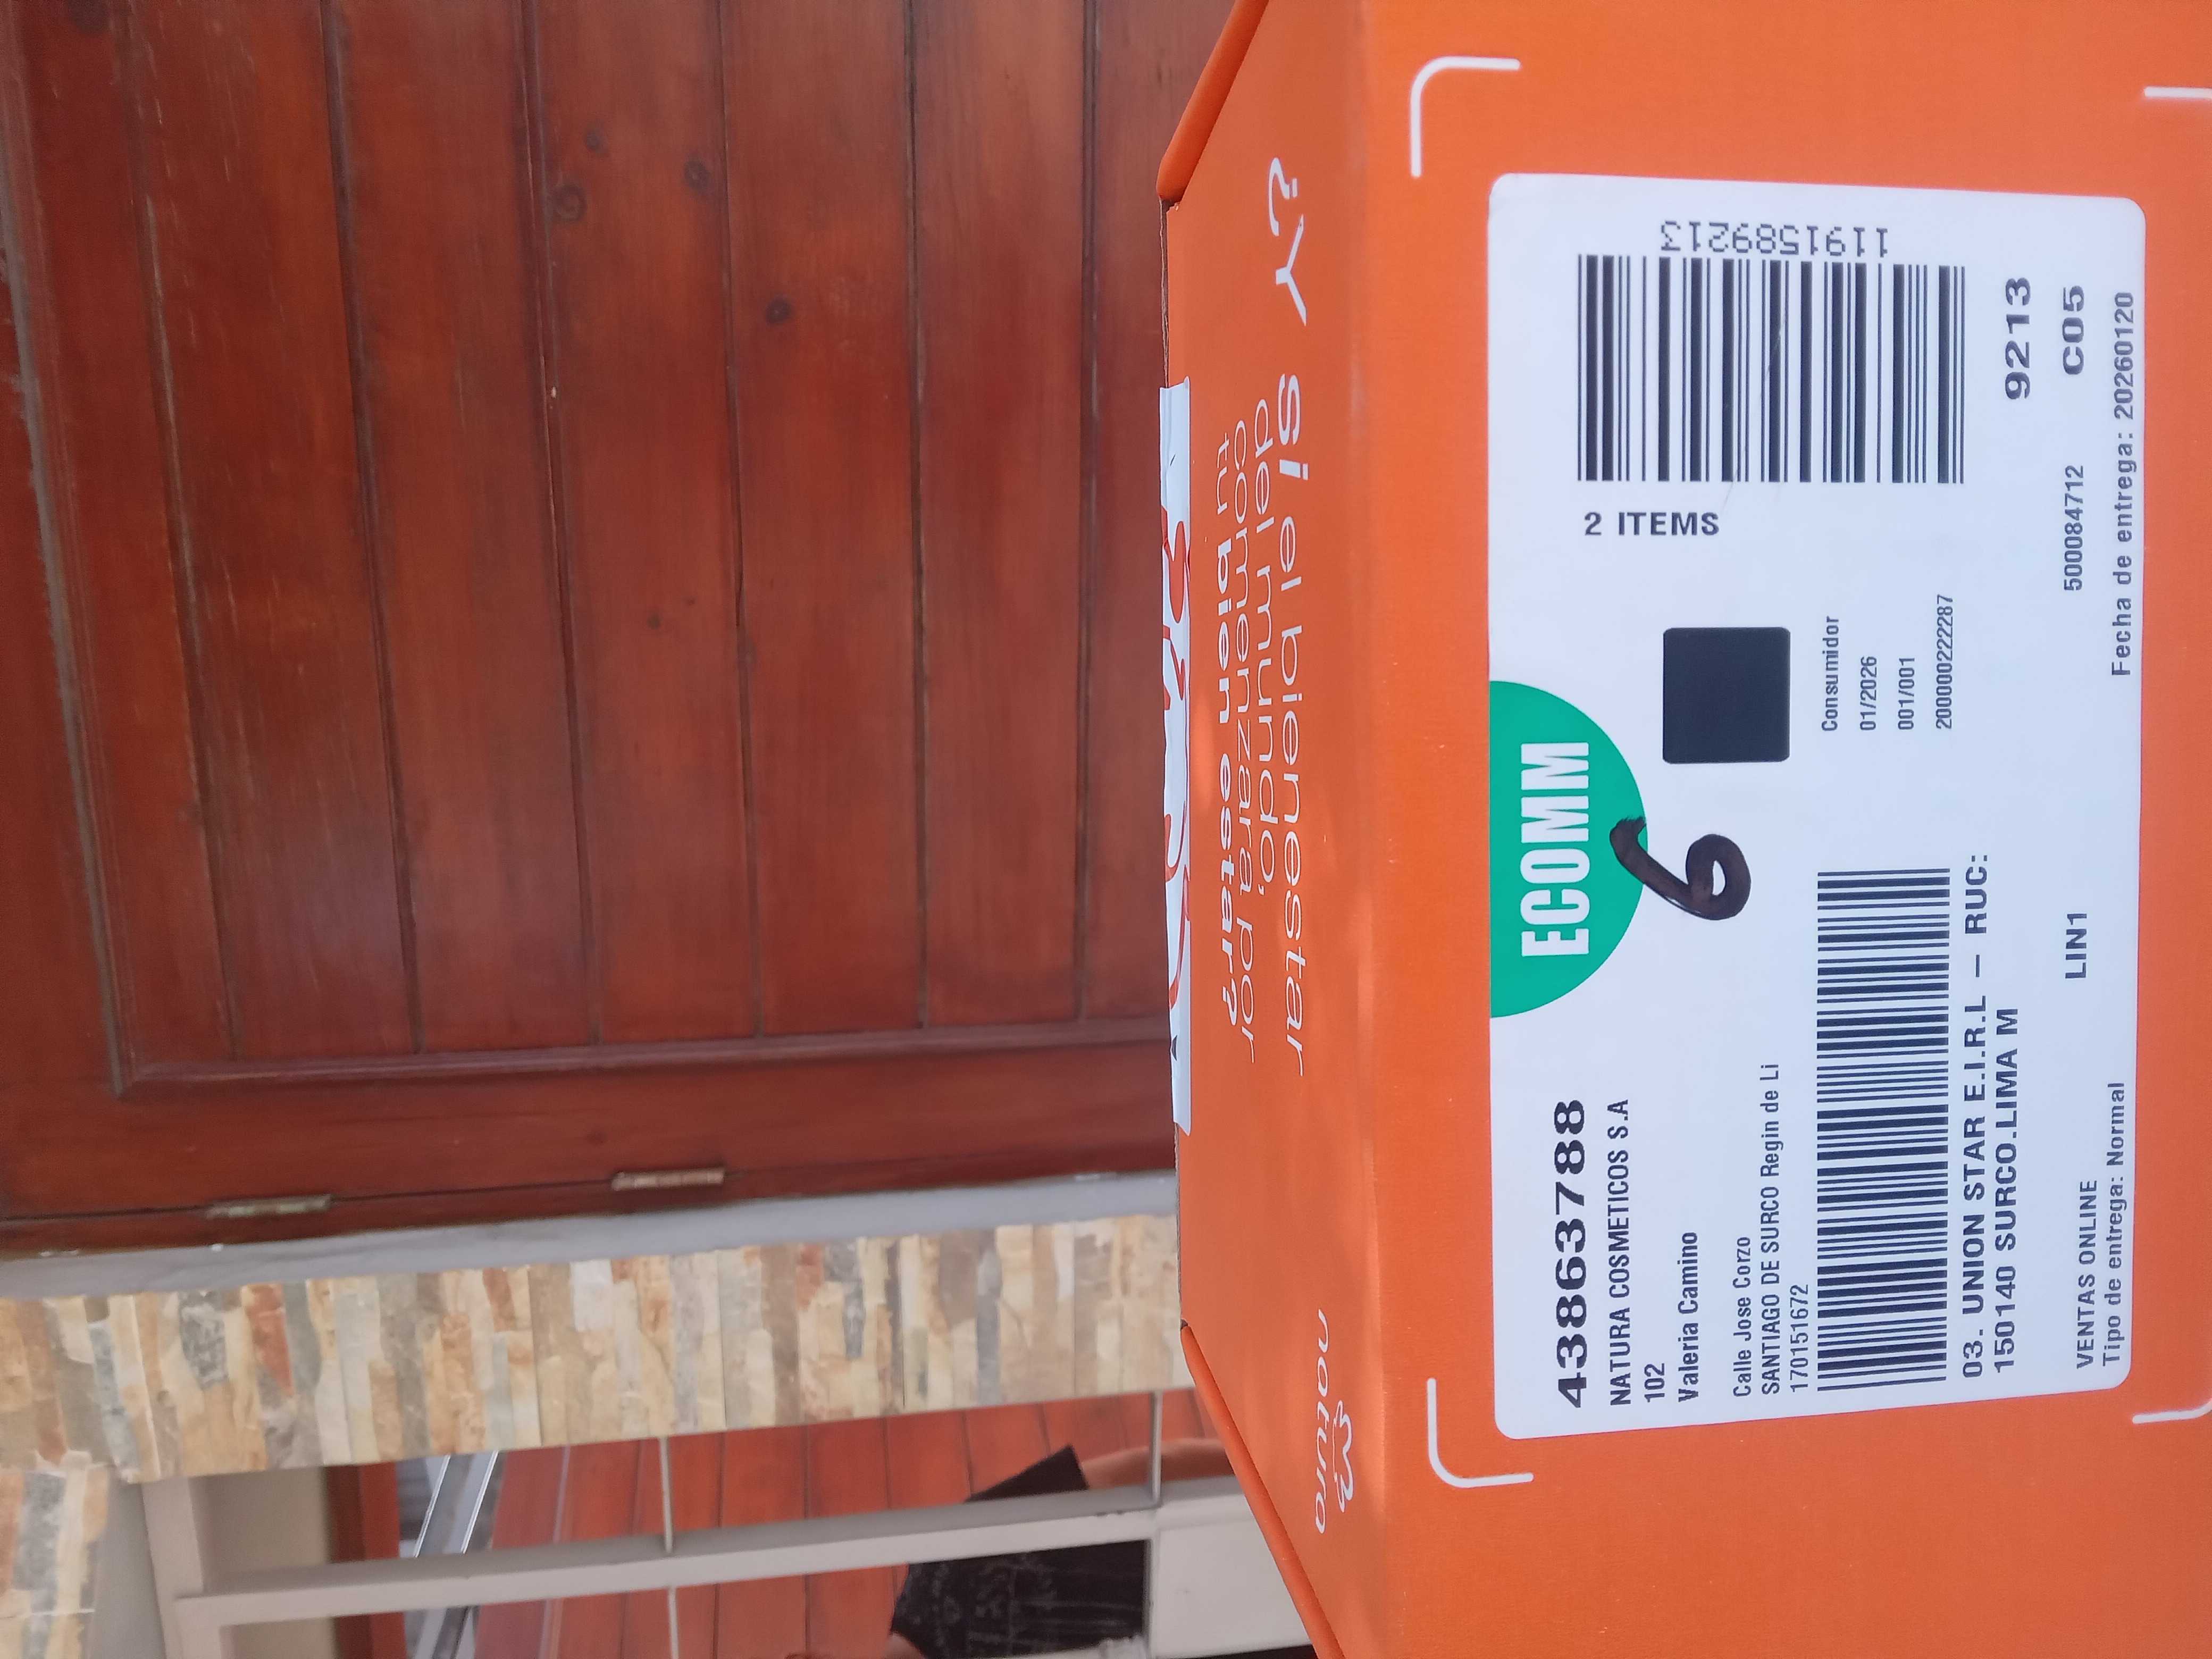 ¿Y si el bienestar
del mundo,
comenzara por
tu bien estar?
natura
ECOMM
6
43863788
NATURA COSMETICOS S.A
102
Valeria Camino
Calle Jose Corzo
SANTIAGO DE SURCO Regin de Li
170151672
2 ITEMS
1191589213
Consumidor
01/2026
001/001
2000022287
03. UNION STAR E.I.R.L – RUC:
150140 SURCO.LIMA M
9213
VENTAS ONLINE
LIN1
500084712
C05
Tipo de entrega: Normal
Fecha de entrega: 20260120